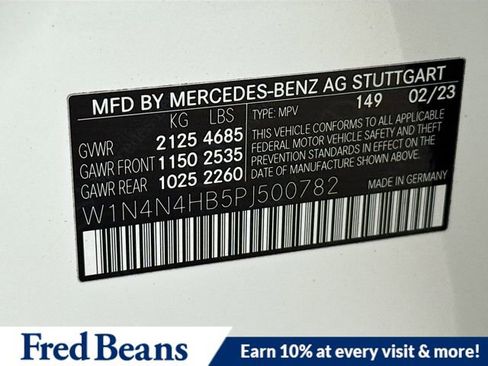 MFD BY MERCEDES-BENZ AG STUTTGART
KG LBS TYPE: MPV 149 02/23
GVWR 2125 4685
GAWR FRONT 1150 2535
GAWR REAR 1025 2260
THIS VEHICLE CONFORMS TO ALL APPLICABLE
FEDERAL MOTOR VEHICLE SAFETY AND THEFT
PREVENTION STANDARDS IN EFFECT ON THE
DATE OF MANUFACTURE SHOWN ABOVE.
W1N4N4HB5PJ500782
MADE IN GERMANY
Fred Beans
Earn 10% at every visit & more!